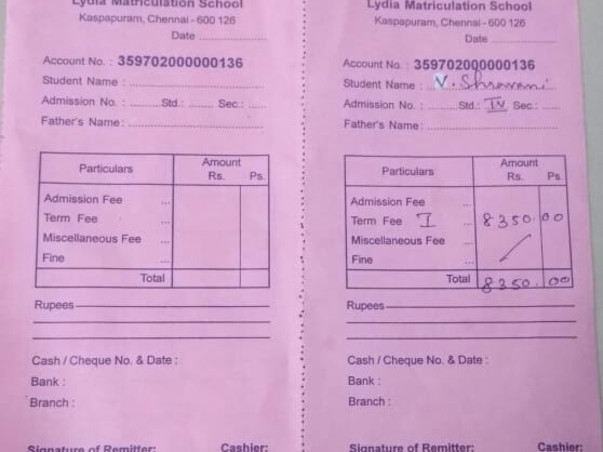 Lydia Matriculation School
Kaspapuram, Chennai - 600 126
Date ....................
Account No. : 359702000000136
Student Name : ....................
Admission No. : .......... Std.: ....... Sec.: ......
Father's Name : ....................
Particulars Amount
Rs. Ps.
Admission Fee ...
Term Fee ...
Miscellaneous Fee ...
Fine ...
Total
Rupees
Cash / Cheque No. & Date :
Bank :
Branch :
Signature of Remitter: Cashier:
Lydia Matriculation School
Kaspapuram, Chennai - 600 126
Date ....................
Account No. : 359702000000136
Student Name : V. Shravani
Admission No. : .......... Std.: IV Sec.: ......
Father's Name : ....................
Particulars Amount
Rs. Ps.
Admission Fee ...
Term Fee I ... 8350.00
Miscellaneous Fee ...
Fine ...
Total 8350.00
Rupees
Cash / Cheque No. & Date :
Bank :
Branch :
Signature of Remitter: Cashier: